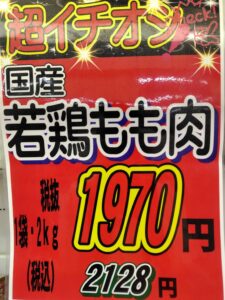 超イチオシ
国産
若鶏もも肉
税抜
1袋・2kg
1970円
(税込)
2128円